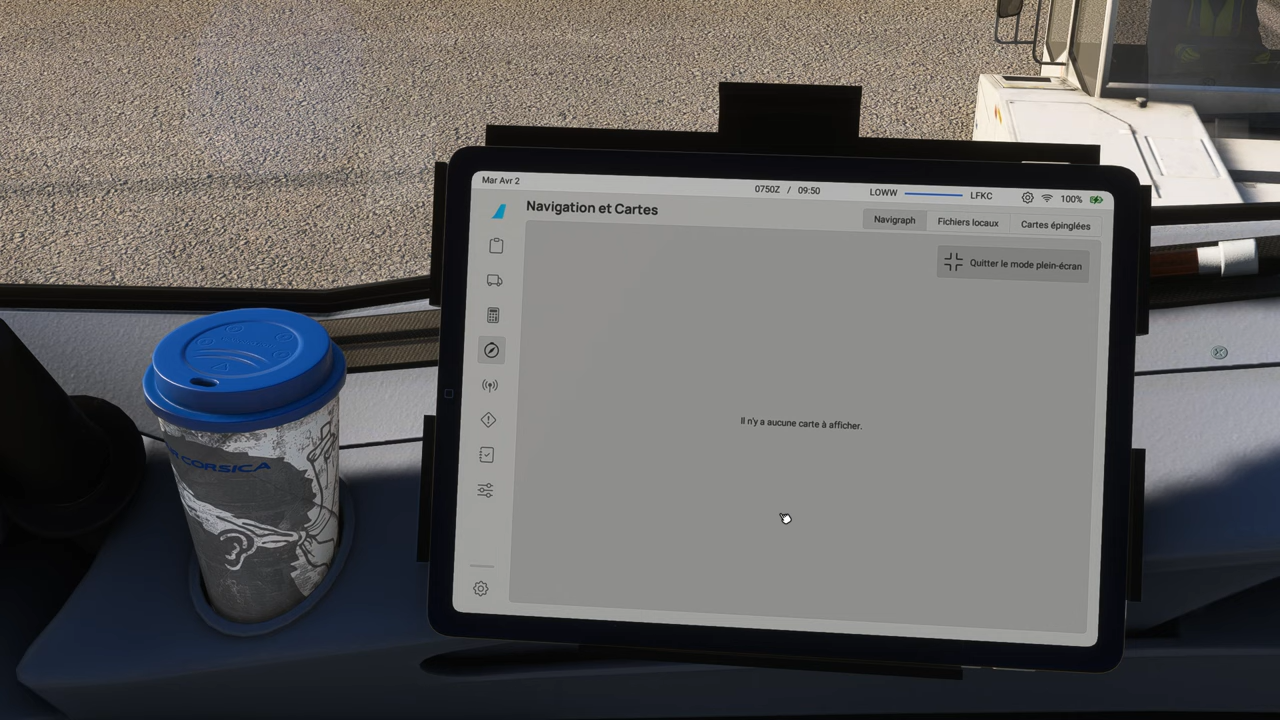 Mar Avr 2
0750Z / 09:50
LOWW
LFKC
100%
Navigation et Cartes
Navigraph
Fichiers locaux
Cartes épinglées
Quitter le mode plein-écran
Il n'y a aucune carte à afficher.
CORSICA